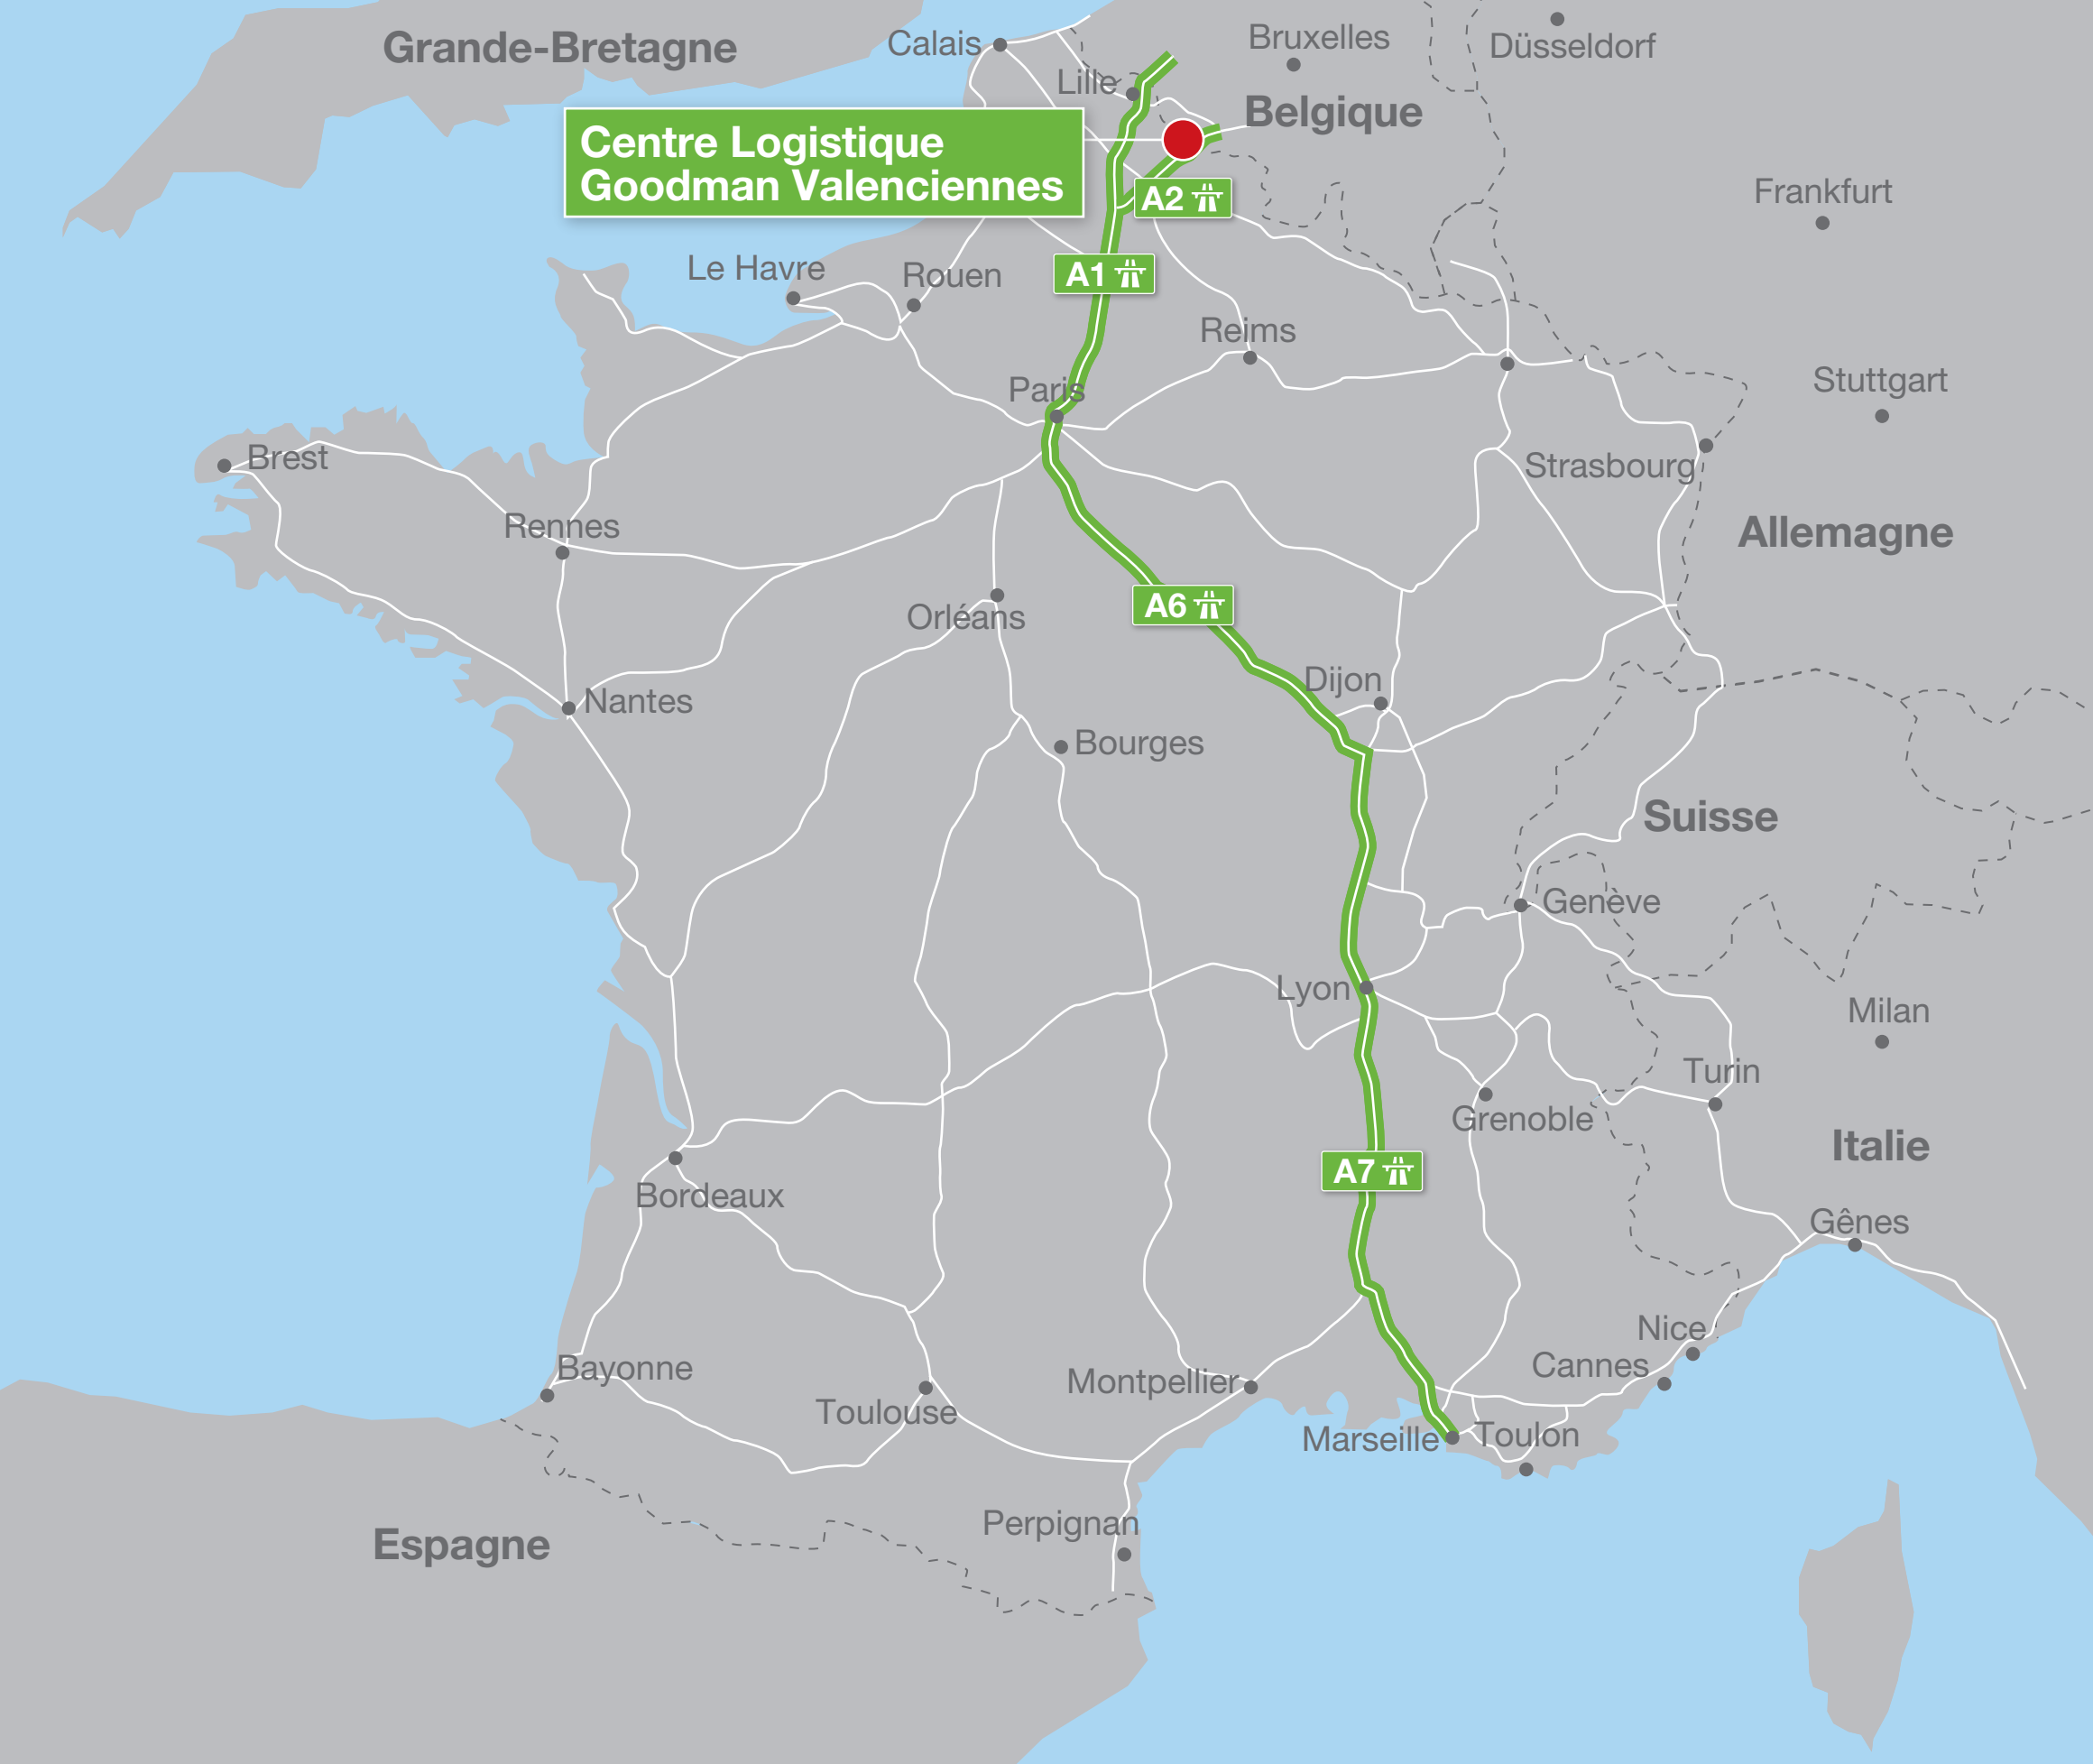 Grande-Bretagne
Calais
Bruxelles
Düsseldorf
Lille
Belgique
Centre Logistique
Goodman Valenciennes
A2
Frankfurt
Le Havre
Rouen
A1
Reims
Paris
Stuttgart
Brest
Strasbourg
Rennes
Allemagne
Orléans
A6
Dijon
Nantes
Bourges
Suisse
Genève
Lyon
Milan
Turin
Grenoble
Italie
A7
Bordeaux
Gênes
Nice
Bayonne
Cannes
Montpellier
Toulouse
Marseille
Toulon
Perpignan
Espagne